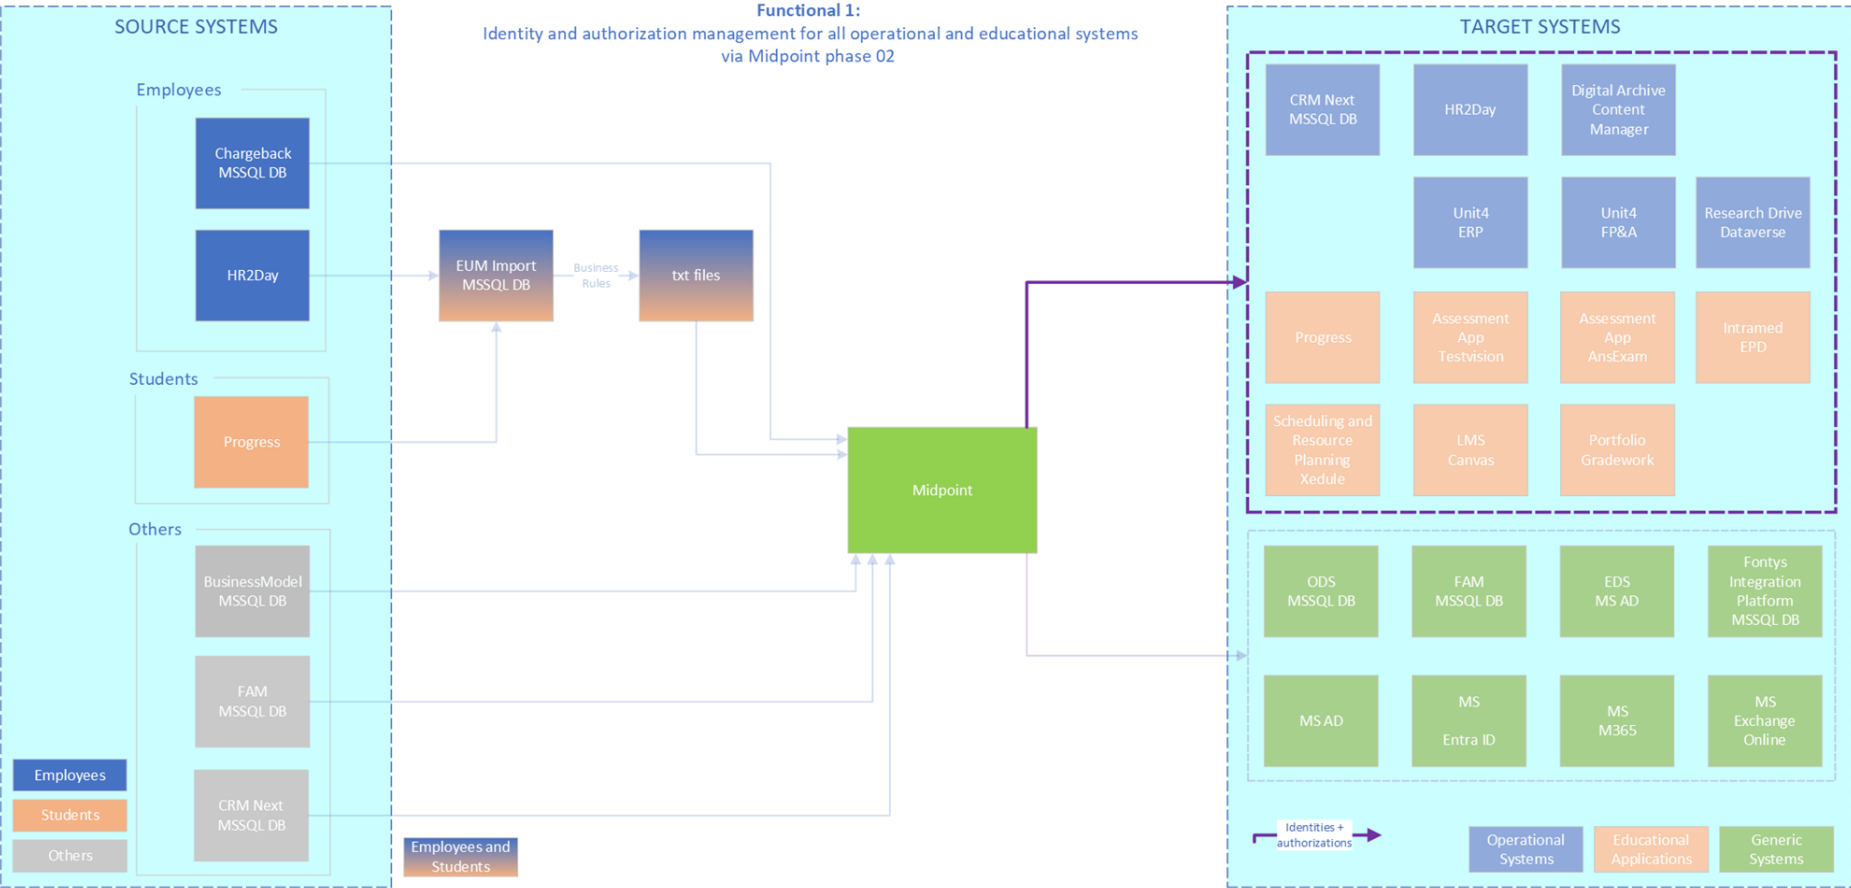 Functional 1:
Identity and authorization management for all operational and educational systems
via Midpoint phase 02
SOURCE SYSTEMS
Employees
Chargeback
MSSQL DB
HR2Day
Students
Progress
Others
BusinessModel
MSSQL DB
FAM
MSSQL DB
CRM Next
MSSQL DB
Employees
Students
Others
EUM Import
MSSQL DB
Business
Rules
txt files
Midpoint
Employees and
Students
TARGET SYSTEMS
CRM Next
MSSQL DB
HR2Day
Digital Archive
Content
Manager
Unit4
ERP
Unit4
FP&A
Research Drive
Dataverse
Progress
Assessment
App
Testvision
Assessment
App
AnsExam
Intramed
EPD
Scheduling and
Resource
Planning
Xedule
LMS
Canvas
Portfolio
Gradework
ODS
MSSQL DB
FAM
MSSQL DB
EDS
MS AD
Fontys
Integration
Platform
MSSQL DB
MS AD
MS
Entra ID
MS
M365
MS
Exchange
Online
Identities +
authorizations
Operational
Systems
Educational
Applications
Generic
Systems